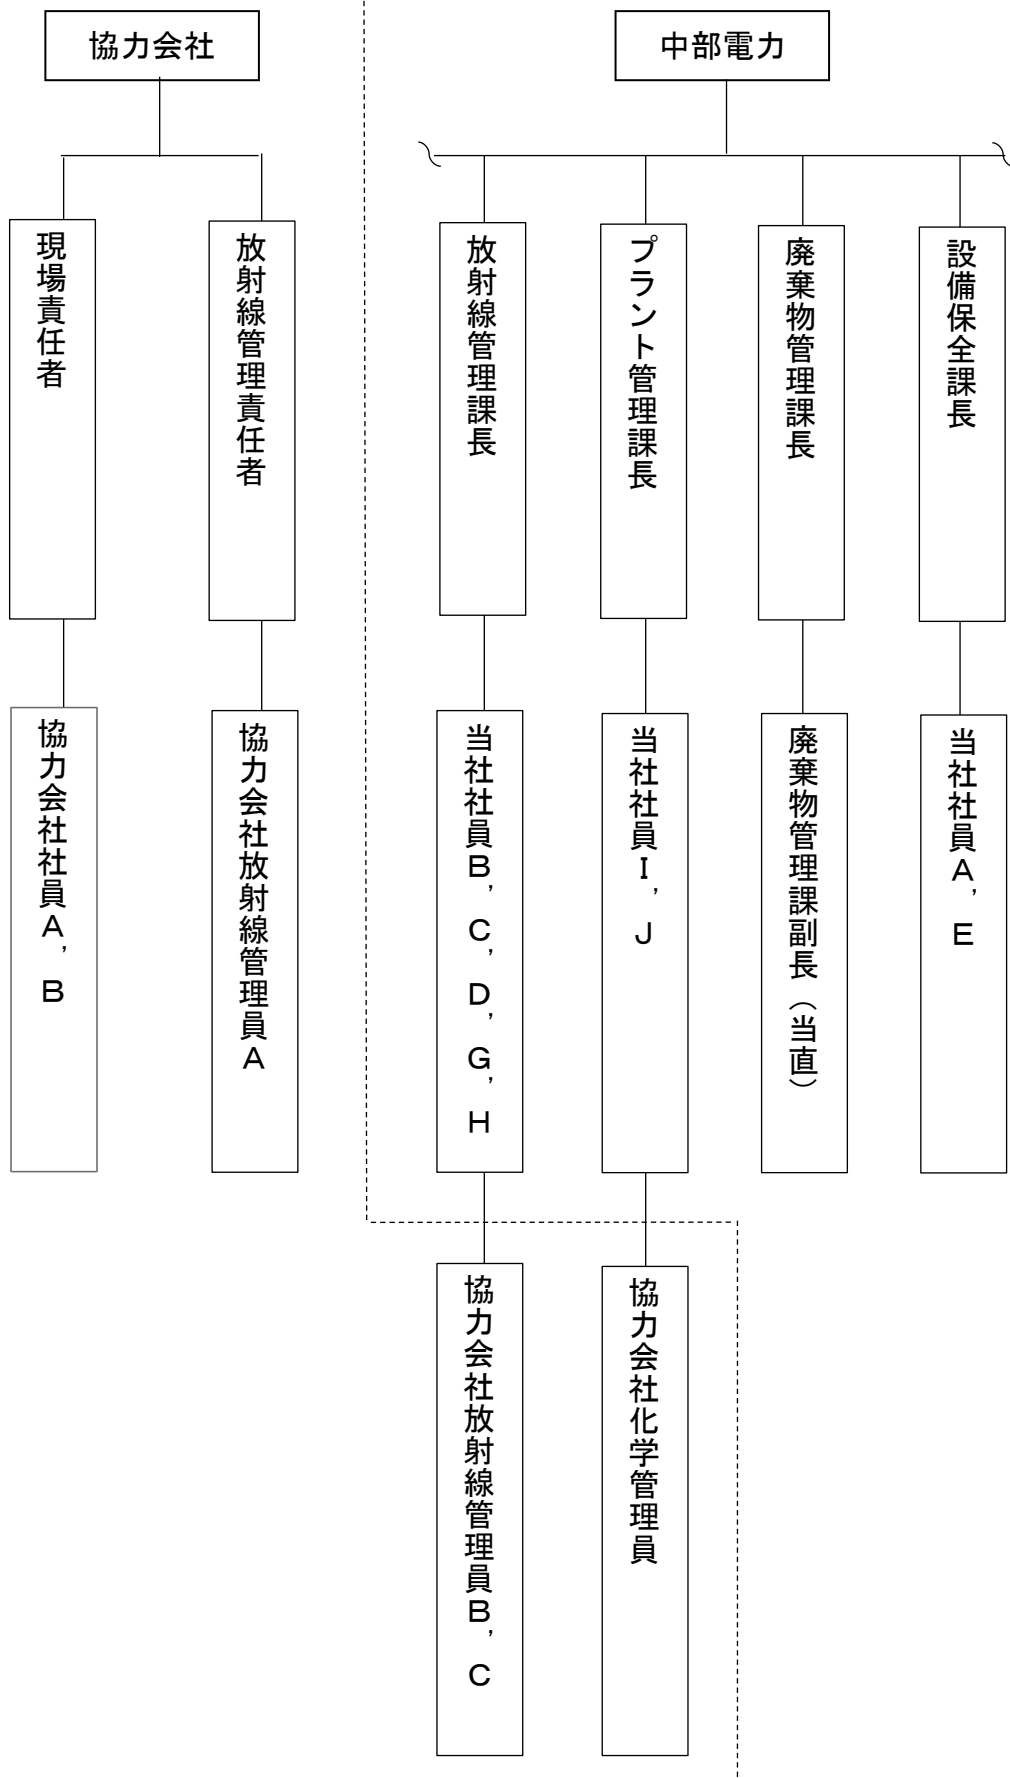 協力会社
中部電力
現場責任者
放射線管理責任者
放射線管理課長
プラント管理課長
廃棄物管理課長
設備保全課長
協力会社社員A,B
協力会社放射線管理員A
当社社員B,C,D,G,H
当社社員I,J
廃棄物管理課副長（当直）
当社社員A,E
協力会社放射線管理員B,C
協力会社化学管理員